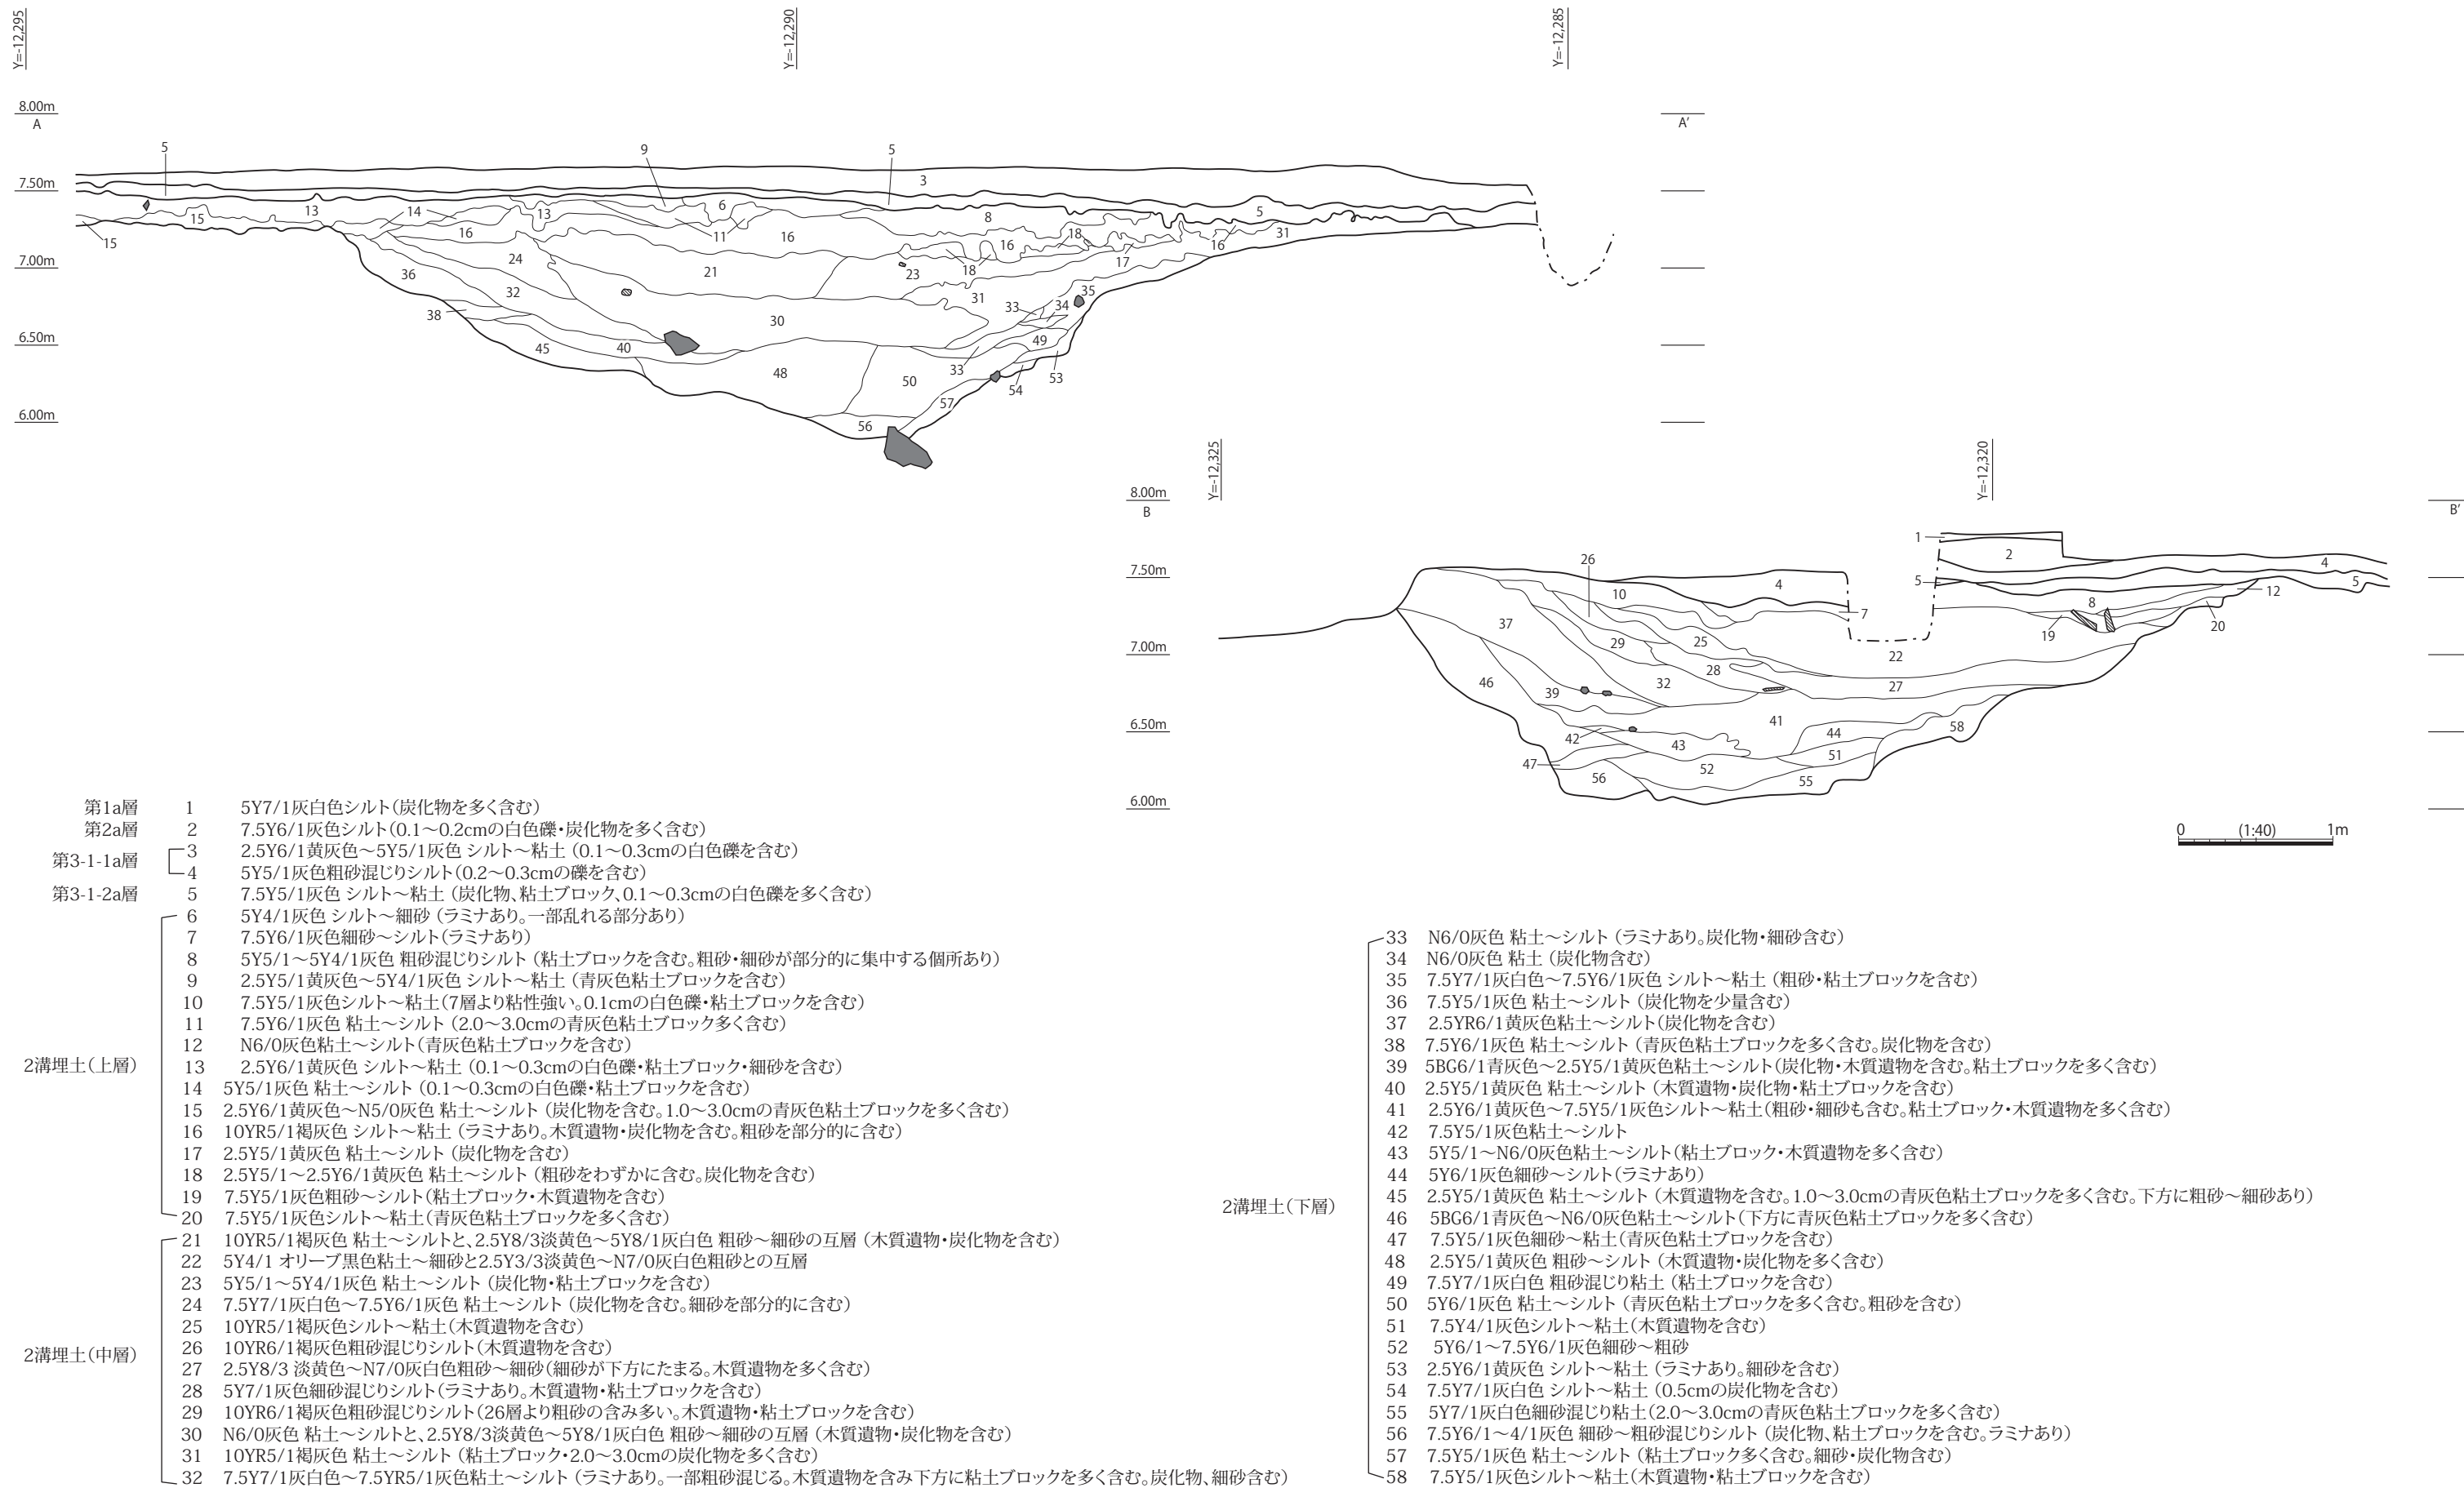 Y=-12,295
Y=-12,290
Y=-12,285
8.00m
A
A'
7.50m
7.00m
6.50m
6.00m
5
9
5
3
6
5
15
13
14
13
8
11
16
16
16
18
16
31
15
17
24
21
18
23
36
32
31
35
33
34
38
30
45
40
49
33
48
50
54
53
57
56
Y=-12,325
Y=-12,320
8.00m
B
B'
7.50m
7.00m
6.50m
6.00m
1
2
26
4
4
5
5
10
7
8
12
37
19
20
29
25
22
28
46
39
32
27
41
42
43
44
58
47
51
52
56
55
0 (1:40) 1m
第1a層 1 5Y7/1灰白色シルト(炭化物を多く含む)
第2a層 2 7.5Y6/1灰色シルト(0.1～0.2cmの白色礫・炭化物を多く含む)
第3-1-1a層
3 2.5Y6/1黄灰色～5Y5/1灰色 シルト～粘土 (0.1～0.3cmの白色礫を含む)
4 5Y5/1灰色粗砂混じりシルト(0.2～0.3cmの礫を含む)
第3-1-2a層 5 7.5Y5/1灰色 シルト～粘土 (炭化物、粘土ブロック、0.1～0.3cmの白色礫を多く含む)
2溝埋土(上層)
6 5Y4/1灰色 シルト～細砂 (ラミナあり。一部乱れる部分あり)
7 7.5Y6/1灰色細砂～シルト(ラミナあり)
8 5Y5/1～5Y4/1灰色 粗砂混じりシルト (粘土ブロックを含む。粗砂・細砂が部分的に集中する個所あり)
9 2.5Y5/1黄灰色～5Y4/1灰色 シルト～粘土 (青灰色粘土ブロックを含む)
10 7.5Y5/1灰色シルト～粘土(7層より粘性強い。0.1cmの白色礫・粘土ブロックを含む)
11 7.5Y6/1灰色 粘土～シルト (2.0～3.0cmの青灰色粘土ブロック多く含む)
12 N6/0灰色粘土～シルト(青灰色粘土ブロックを含む)
13 2.5Y6/1黄灰色 シルト～粘土 (0.1～0.3cmの白色礫・粘土ブロック・細砂を含む)
14 5Y5/1灰色 粘土～シルト (0.1～0.3cmの白色礫・粘土ブロックを含む)
15 2.5Y6/1黄灰色～N5/0灰色 粘土～シルト (炭化物を含む。1.0～3.0cmの青灰色粘土ブロックを多く含む)
16 10YR5/1褐灰色 シルト～粘土 (ラミナあり。木質遺物・炭化物を含む。粗砂を部分的に含む)
17 2.5Y5/1黄灰色 粘土～シルト (炭化物を含む)
18 2.5Y5/1～2.5Y6/1黄灰色 粘土～シルト (粗砂をわずかに含む。炭化物を含む)
19 7.5Y5/1灰色粗砂～シルト(粘土ブロック・木質遺物を含む)
20 7.5Y5/1灰色シルト～粘土(青灰色粘土ブロックを多く含む)
2溝埋土(中層)
21 10YR5/1褐灰色 粘土～シルトと、2.5Y8/3淡黄色～5Y8/1灰白色 粗砂～細砂の互層 (木質遺物・炭化物を含む)
22 5Y4/1 オリーブ黒色粘土～細砂と2.5Y3/3淡黄色～N7/0灰白色粗砂との互層
23 5Y5/1～5Y4/1灰色 粘土～シルト (炭化物・粘土ブロックを含む)
24 7.5Y7/1灰白色～7.5Y6/1灰色 粘土～シルト (炭化物を含む。細砂を部分的に含む)
25 10YR5/1褐灰色シルト～粘土(木質遺物を含む)
26 10YR6/1褐灰色粗砂混じりシルト(木質遺物を含む)
27 2.5Y8/3 淡黄色～N7/0灰白色粗砂～細砂(細砂が下方にたまる。木質遺物を多く含む)
28 5Y7/1灰色細砂混じりシルト(ラミナあり。木質遺物・粘土ブロックを含む)
29 10YR6/1褐灰色粗砂混じりシルト(26層より粗砂の含み多い。木質遺物・粘土ブロックを含む)
30 N6/0灰色 粘土～シルトと、2.5Y8/3淡黄色～5Y8/1灰白色 粗砂～細砂の互層 (木質遺物・炭化物を含む)
31 10YR5/1褐灰色 粘土～シルト (粘土ブロック・2.0～3.0cmの炭化物を多く含む)
32 7.5Y7/1灰白色～7.5YR5/1灰色粘土～シルト (ラミナあり。一部粗砂混じる。木質遺物を含み下方に粘土ブロックを多く含む。炭化物、細砂含む)
2溝埋土(下層)
33 N6/0灰色 粘土～シルト (ラミナあり。炭化物・細砂含む)
34 N6/0灰色 粘土 (炭化物含む)
35 7.5Y7/1灰白色～7.5Y6/1灰色 シルト～粘土 (粗砂・粘土ブロックを含む)
36 7.5Y5/1灰色 粘土～シルト (炭化物を少量含む)
37 2.5YR6/1黄灰色粘土～シルト(炭化物を含む)
38 7.5Y6/1灰色 粘土～シルト (青灰色粘土ブロックを多く含む。炭化物を含む)
39 5BG6/1青灰色～2.5Y5/1黄灰色粘土～シルト(炭化物・木質遺物を含む。粘土ブロックを多く含む)
40 2.5Y5/1黄灰色 粘土～シルト (木質遺物・炭化物・粘土ブロックを含む)
41 2.5Y6/1黄灰色～7.5Y5/1灰色シルト～粘土(粗砂・細砂も含む。粘土ブロック・木質遺物を多く含む)
42 7.5Y5/1灰色粘土～シルト
43 5Y5/1～N6/0灰色粘土～シルト(粘土ブロック・木質遺物を多く含む)
44 5Y6/1灰色細砂～シルト(ラミナあり)
45 2.5Y5/1黄灰色 粘土～シルト (木質遺物を含む。1.0～3.0cmの青灰色粘土ブロックを多く含む。下方に粗砂～細砂あり)
46 5BG6/1青灰色～N6/0灰色粘土～シルト(下方に青灰色粘土ブロックを多く含む)
47 7.5Y5/1灰色細砂～粘土(青灰色粘土ブロックを含む)
48 2.5Y5/1黄灰色 粗砂～シルト (木質遺物・炭化物を多く含む)
49 7.5Y7/1灰白色 粗砂混じり粘土 (粘土ブロックを含む)
50 5Y6/1灰色 粘土～シルト (青灰色粘土ブロックを多く含む。粗砂を含む)
51 7.5Y4/1灰色シルト～粘土(木質遺物を含む)
52 5Y6/1～7.5Y6/1灰色細砂～粗砂
53 2.5Y6/1黄灰色 シルト～粘土 (ラミナあり。細砂を含む)
54 7.5Y7/1灰白色 シルト～粘土 (0.5cmの炭化物を含む)
55 5Y7/1灰白色細砂混じり粘土(2.0～3.0cmの青灰色粘土ブロックを多く含む)
56 7.5Y6/1～4/1灰色 細砂～粗砂混じりシルト (炭化物、粘土ブロックを含む。ラミナあり)
57 7.5Y5/1灰色 粘土～シルト (粘土ブロック多く含む。細砂・炭化物含む)
58 7.5Y5/1灰色シルト～粘土(木質遺物・粘土ブロックを含む)